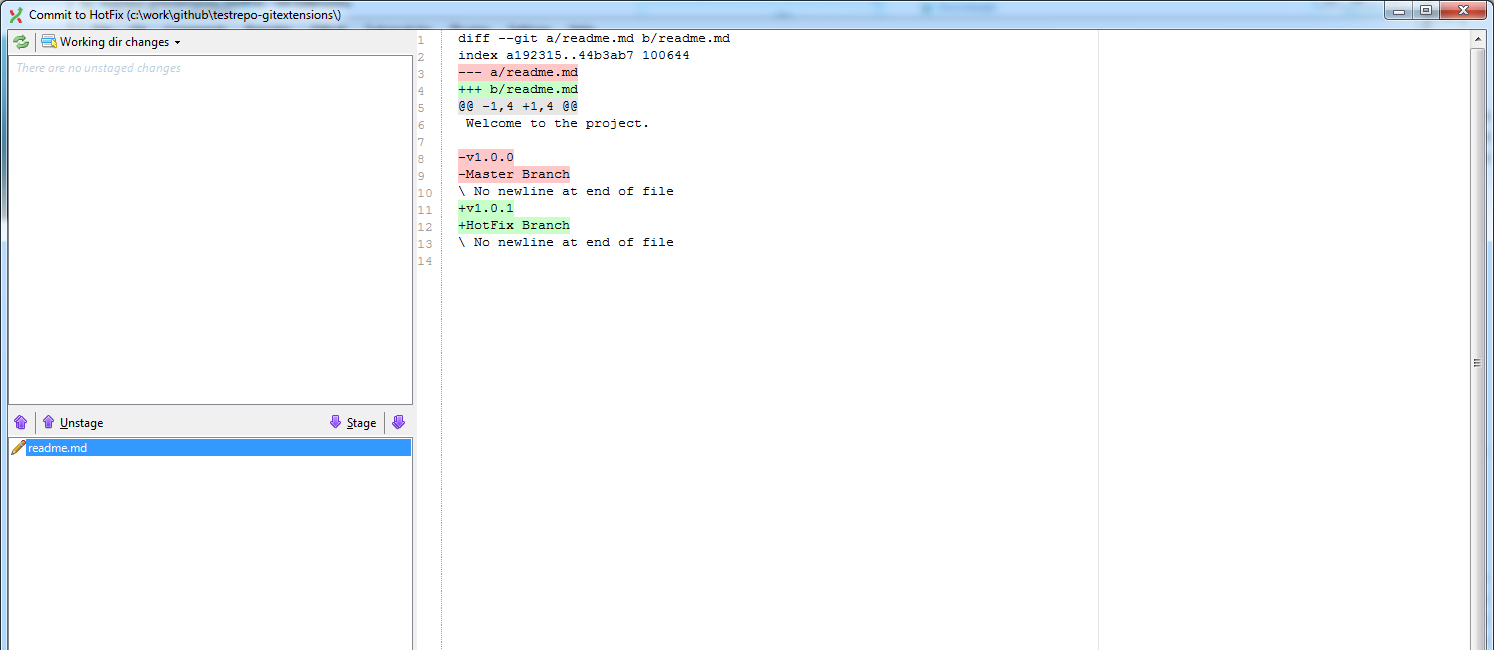 Commit to HotFix (c:\work\github\testrepo-gitextensions\)
Working dir changes
There are no unstaged changes
Unstage
Stage
readme.md
1 diff --git a/readme.md b/readme.md
2 index a192315..44b3ab7 100644
3 --- a/readme.md
4 +++ b/readme.md
5 @@ -1,4 +1,4 @@
6  Welcome to the project.
7
8 -v1.0.0
9 -Master Branch
10 \ No newline at end of file
11 +v1.0.1
12 +HotFix Branch
13 \ No newline at end of file
14